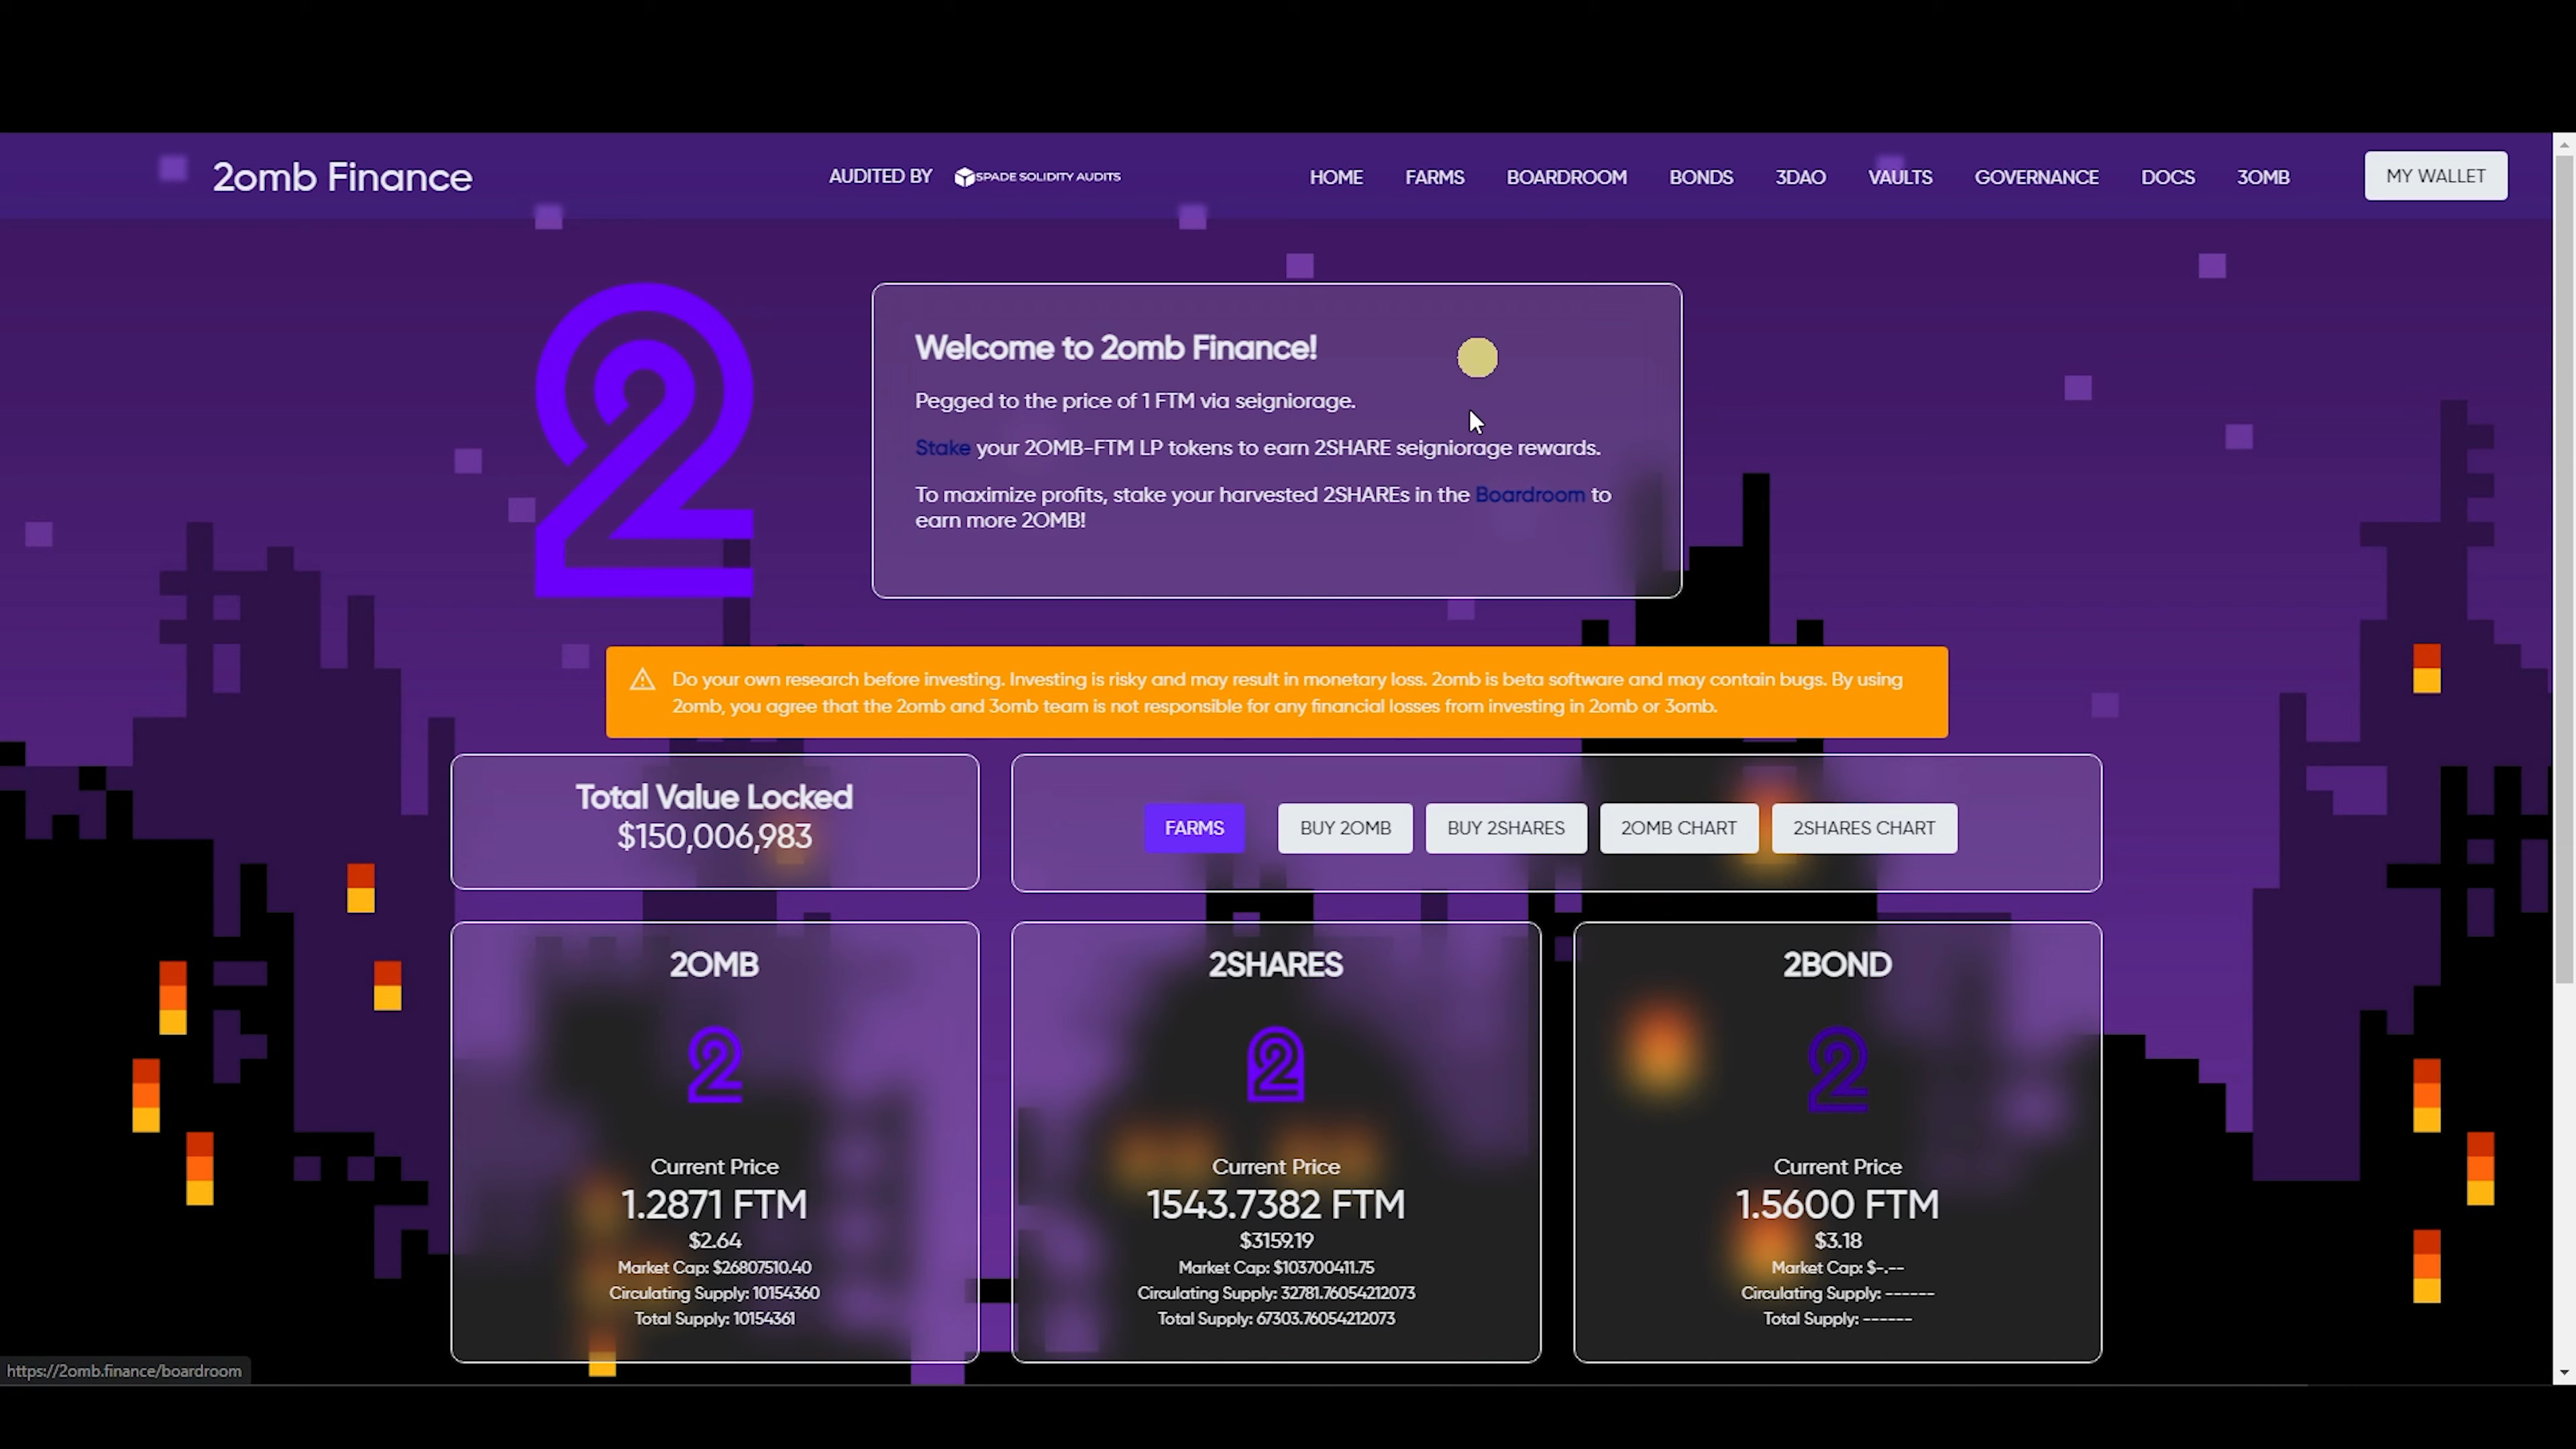 2omb Finance
AUDITED BY SPADE SOLIDITY AUDITS
HOME FARMS BOARDROOM BONDS 3DAO VAULTS GOVERNANCE DOCS 3OMB MY WALLET
Welcome to 2omb Finance!
Pegged to the price of 1 FTM via seigniorage.
Stake your 2OMB-FTM LP tokens to earn 2SHARE seigniorage rewards.
To maximize profits, stake your harvested 2SHAREs in the Boardroom to
earn more 2OMB!
Do your own research before investing. Investing is risky and may result in monetary loss. 2omb is beta software and may contain bugs. By using
2omb, you agree that the 2omb and 3omb team is not responsible for any financial losses from investing in 2omb or 3omb.
Total Value Locked
$150,006,983
FARMS BUY 2OMB BUY 2SHARES 2OMB CHART 2SHARES CHART
2OMB
Current Price
1.2871 FTM
$2.64
Market Cap: $26807510.40
Circulating Supply: 10154360
Total Supply: 10154361
2SHARES
Current Price
1543.7382 FTM
$3159.19
Market Cap: $103700411.75
Circulating Supply: 32781.76054212073
Total Supply: 67303.76054212073
2BOND
Current Price
1.5600 FTM
$3.18
Market Cap: $-.--
Circulating Supply: ------
Total Supply: ------
https://2omb.finance/boardroom